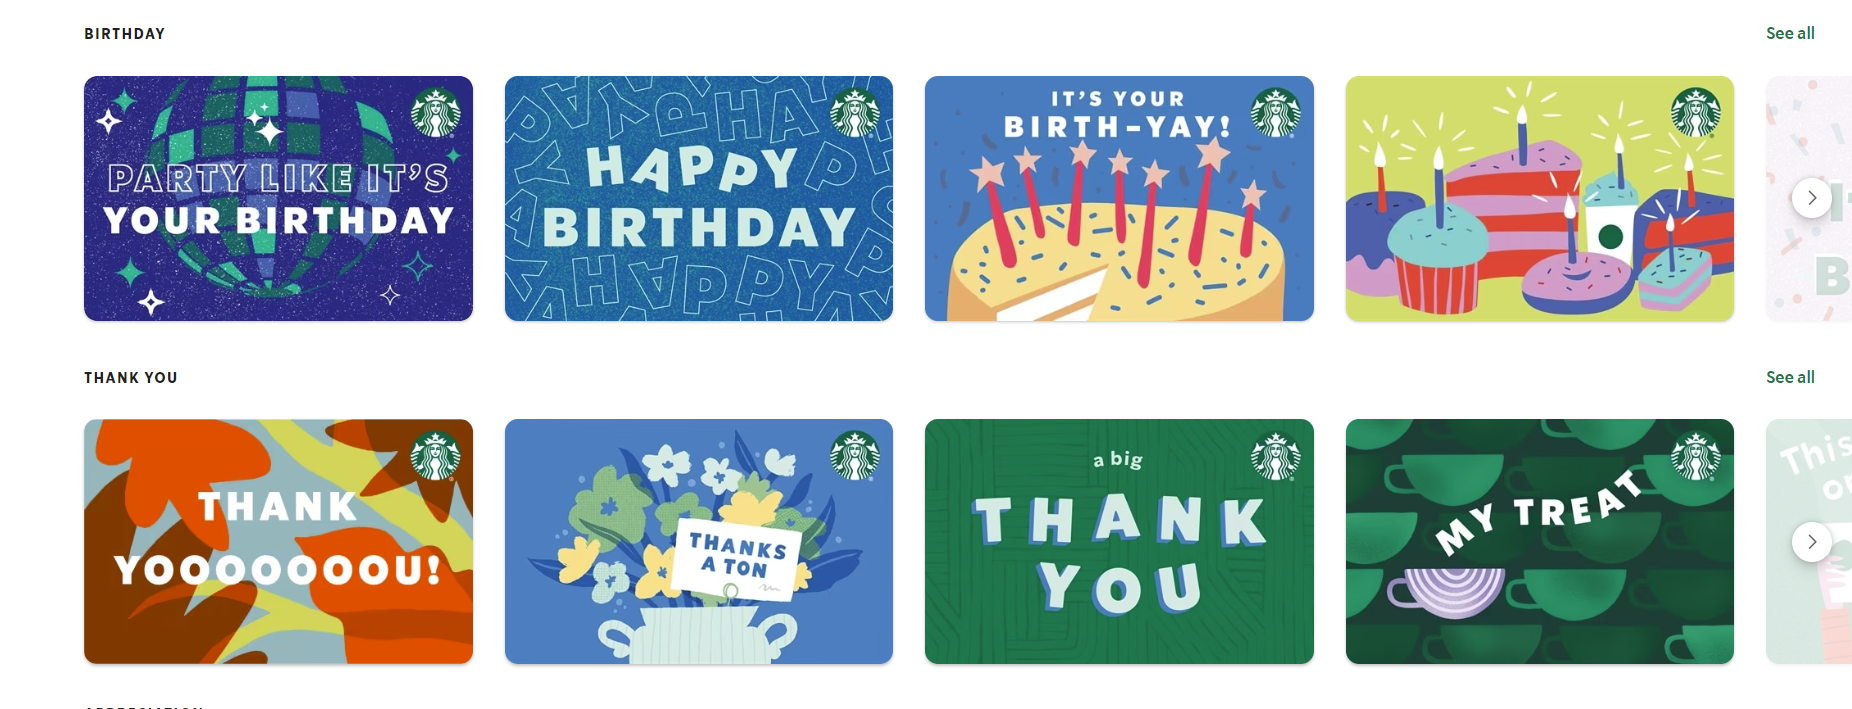 BIRTHDAY
See all
PARTY LIKE IT'S
YOUR BIRTHDAY
HAPPY
BIRTHDAY
IT'S YOUR
BIRTH-YAY!
THANK YOU
See all
THANK
YOOOOOOOU!
THANKS
A TON
a big
THANK
YOU
MY TREAT
This